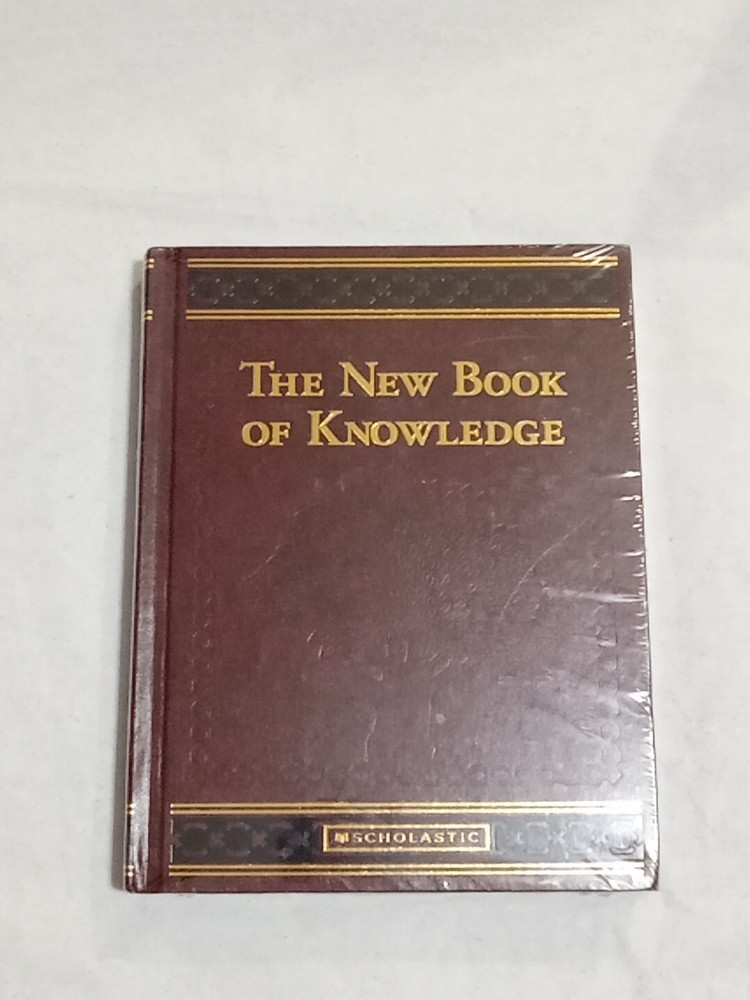 THE NEW BOOK
OF KNOWLEDGE
SCHOLASTIC